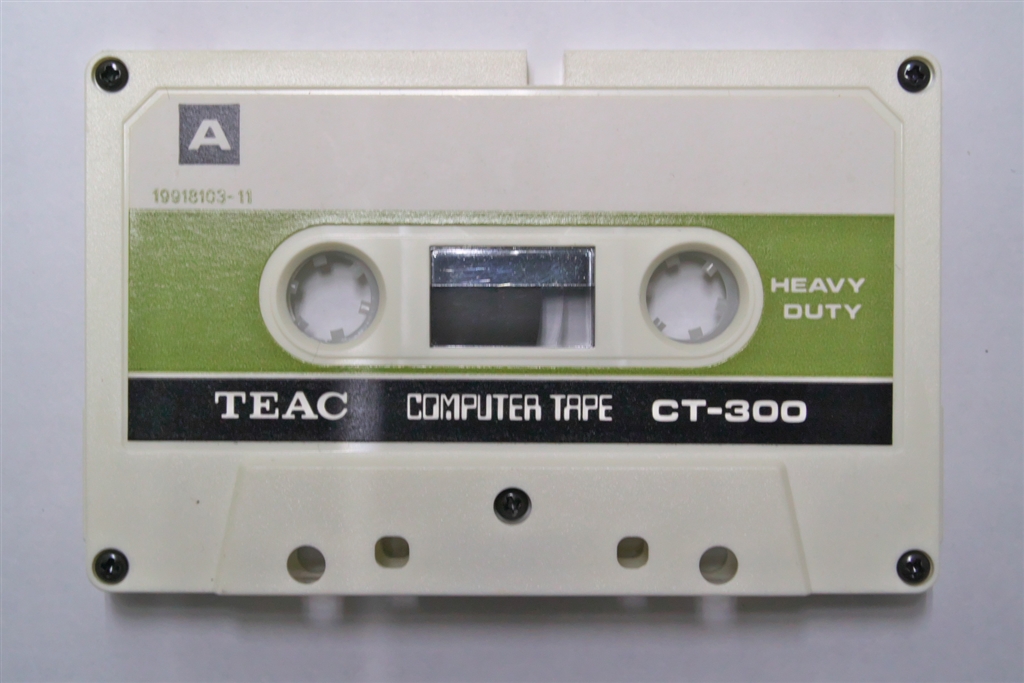 A
19918103-11
HEAVY
DUTY
TEAC COMPUTER TAPE CT-300